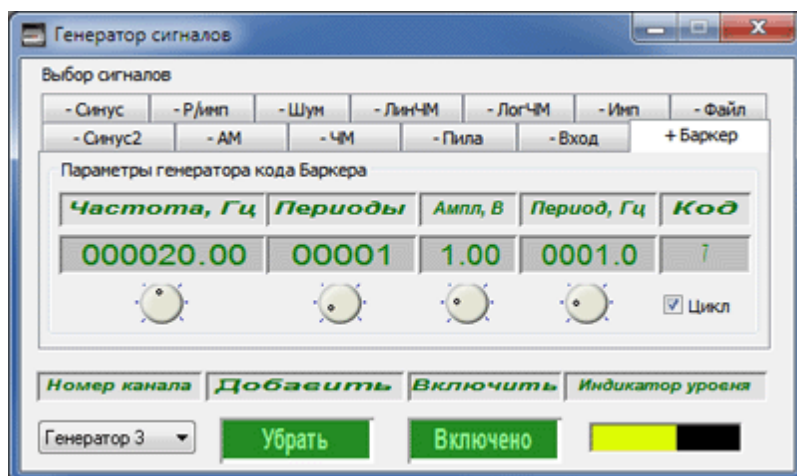 Генератор сигналов
Выбор сигналов
- Синус - Р/имп - Шум - ЛинЧМ - ЛогЧМ - Имп - Файл
- Синус2 - АМ - ЧМ - Пила - Вход + Баркер
Параметры генератора кода Баркера
Частота, Гц Периоды Ампл, В Период, Гц Код
000020.00 00001 1.00 0001.0 7
Цикл
Номер канала Добавить Включить Индикатор уровня
Генератор 3 Убрать Включено